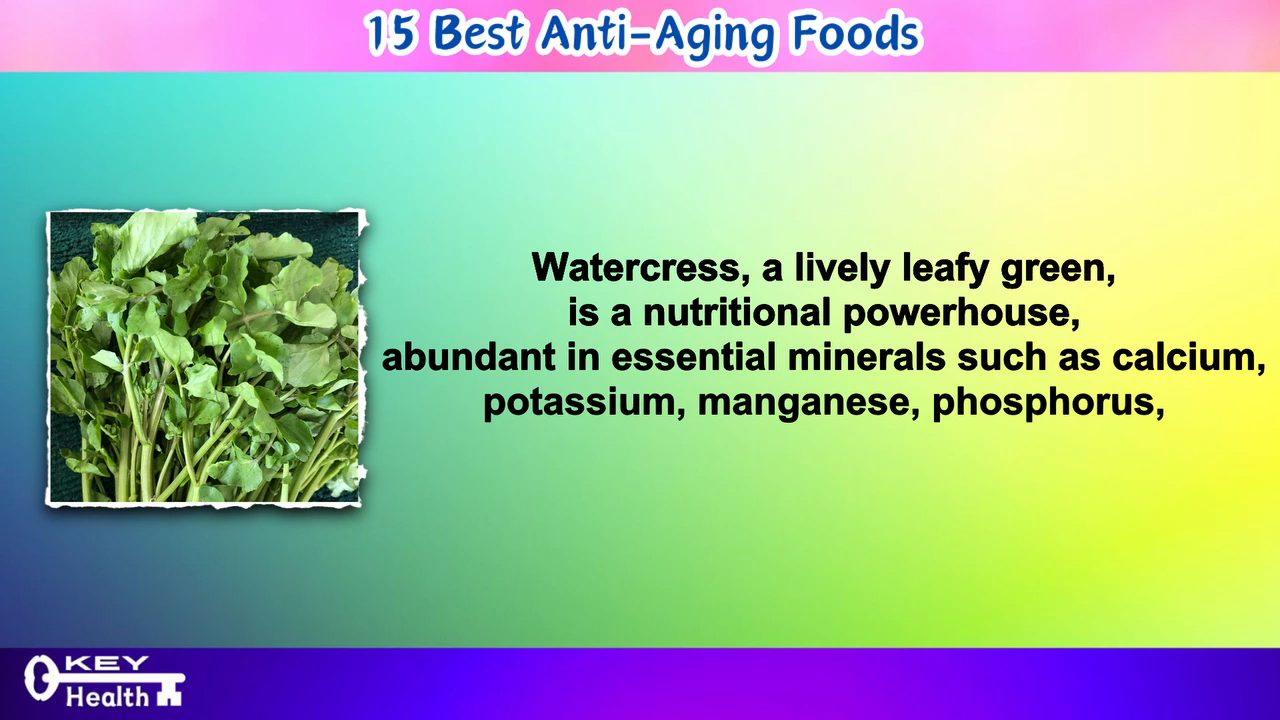 15 Best Anti-Aging Foods
Watercress, a lively leafy green,
is a nutritional powerhouse,
abundant in essential minerals such as calcium,
potassium, manganese, phosphorus,
KEY
Health